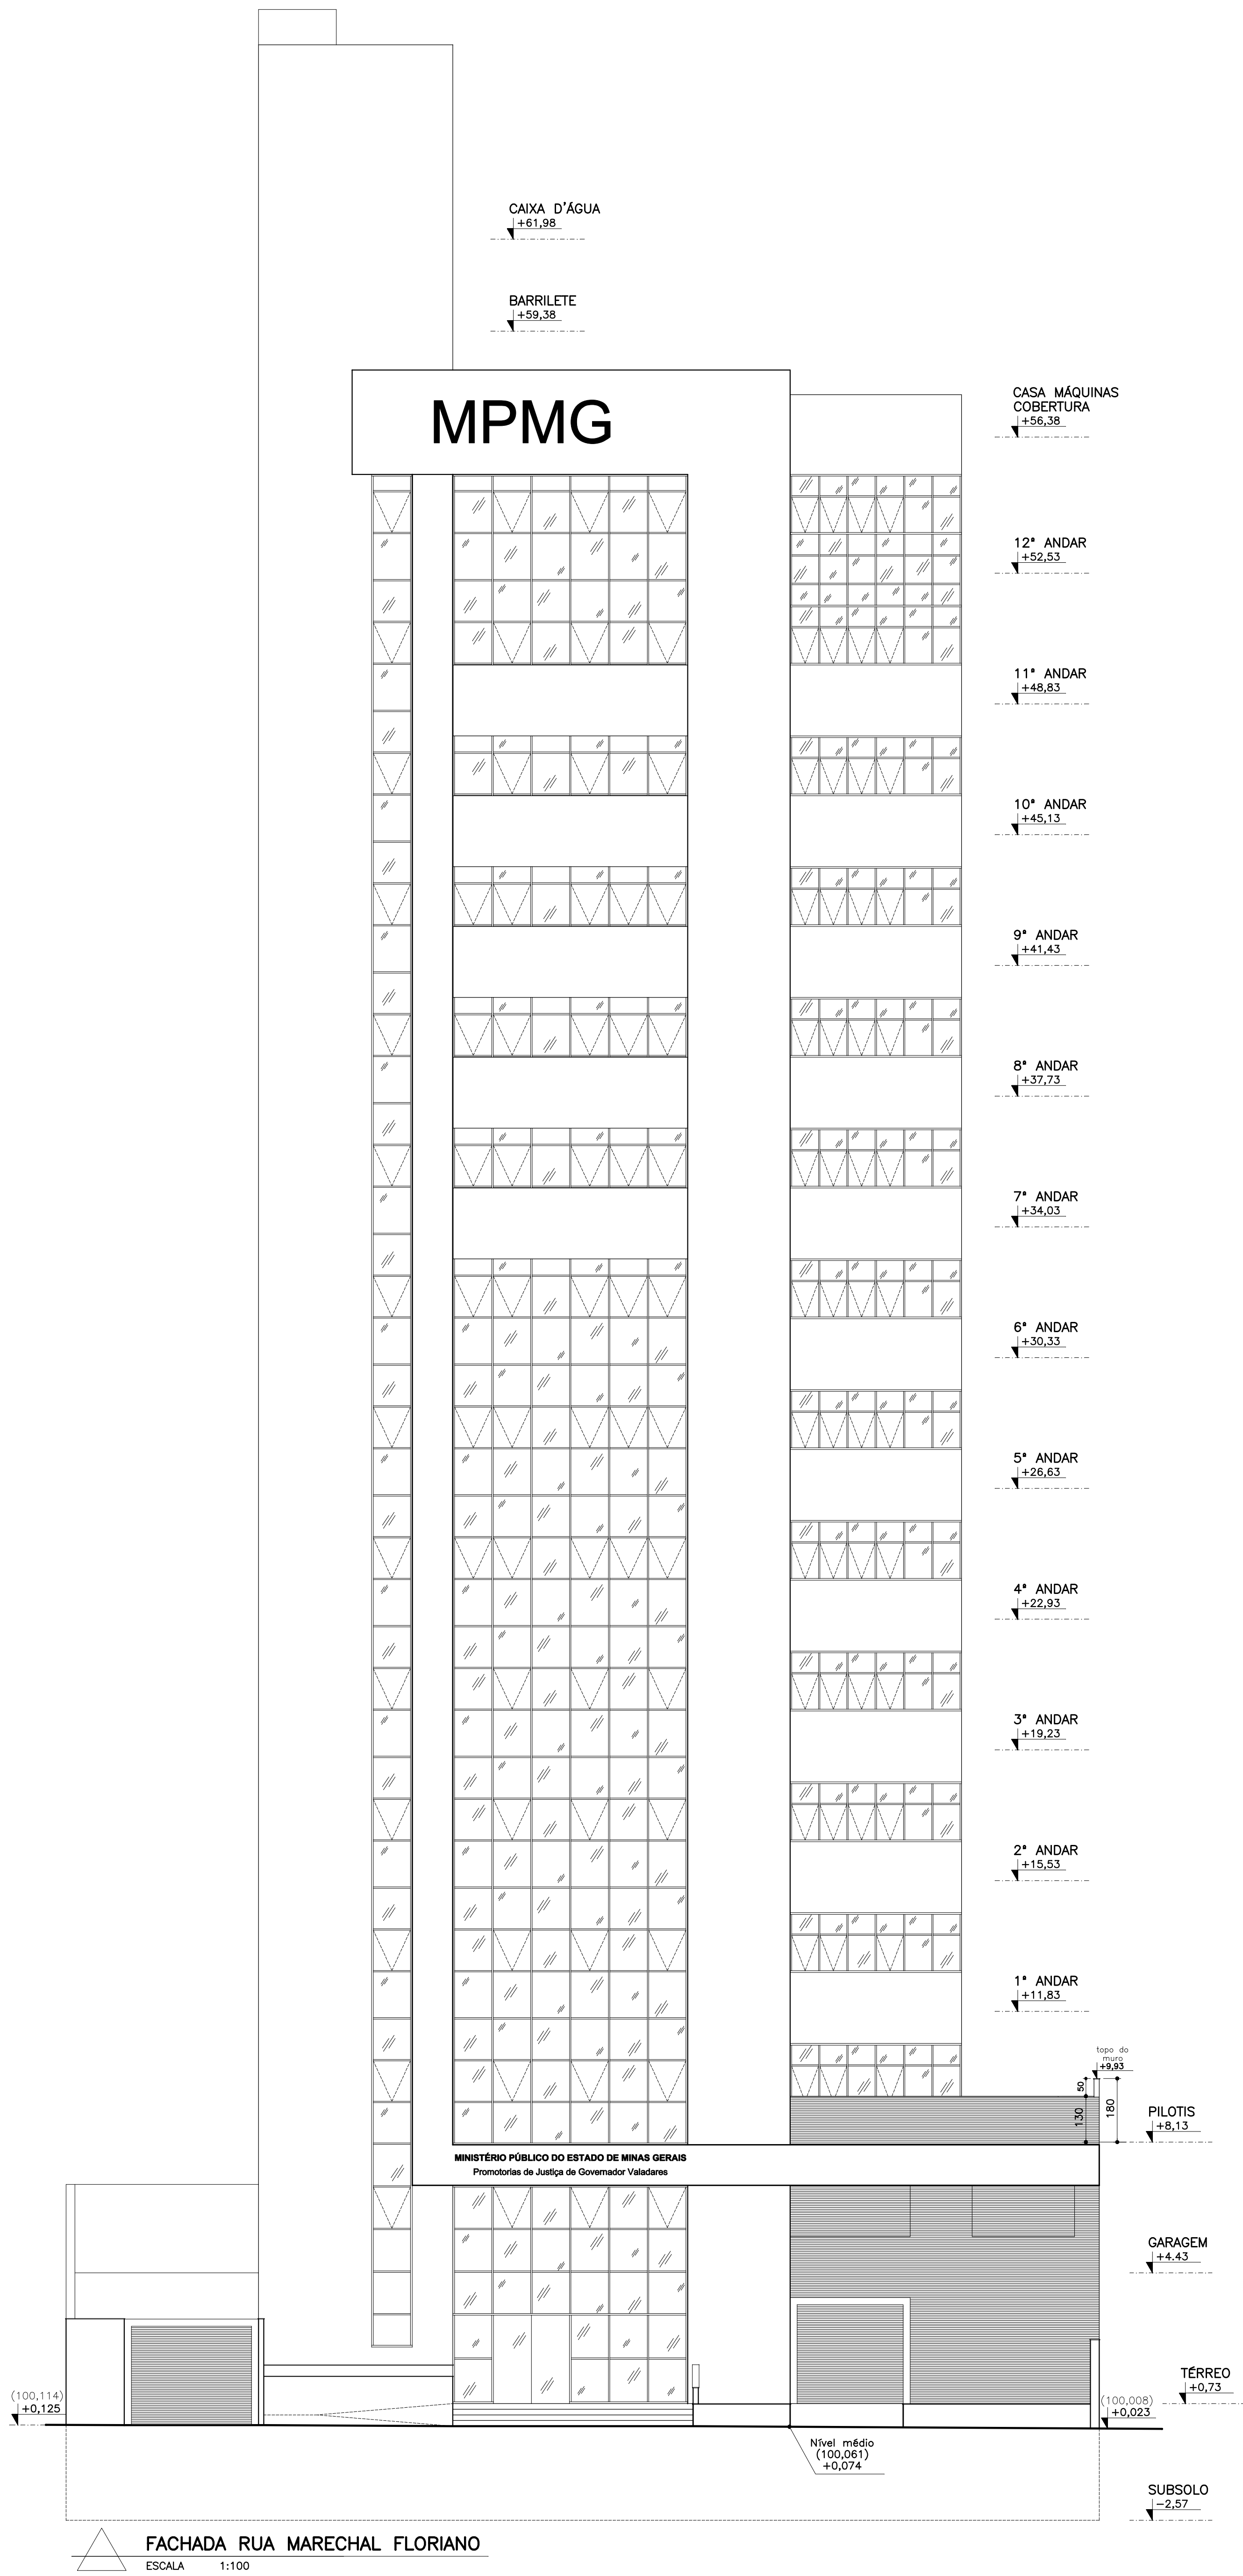 CAIXA D'ÁGUA
+61,98
BARRILETE
+59,38
CASA MÁQUINAS
COBERTURA
+56,38
MPMG
12º ANDAR
+52,53
11º ANDAR
+48,83
10º ANDAR
+45,13
9º ANDAR
+41,43
8º ANDAR
+37,73
7º ANDAR
+34,03
6º ANDAR
+30,33
5º ANDAR
+26,63
4º ANDAR
+22,93
3º ANDAR
+19,23
2º ANDAR
+15,53
1º ANDAR
+11,83
topo do
muro
+9,93
50
130
180
PILOTIS
+8,13
MINISTÉRIO PÚBLICO DO ESTADO DE MINAS GERAIS
Promotorias de Justiça de Governador Valadares
GARAGEM
+4.43
TÉRREO
+0,73
(100,114)
+0,125
(100,008)
+0,023
Nível médio
(100,061)
+0,074
SUBSOLO
-2,57
FACHADA RUA MARECHAL FLORIANO
ESCALA 1:100